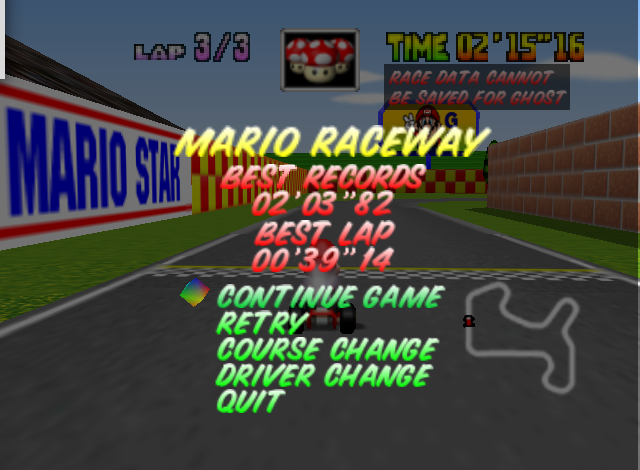 LAP 3/3
TIME 02'15"16
RACE DATA CANNOT
BE SAVED FOR GHOST
G
MARIO STAR
MARIO RACEWAY
BEST RECORDS
02'03"82
BEST LAP
00'39"14
CONTINUE GAME
RETRY
COURSE CHANGE
DRIVER CHANGE
QUIT